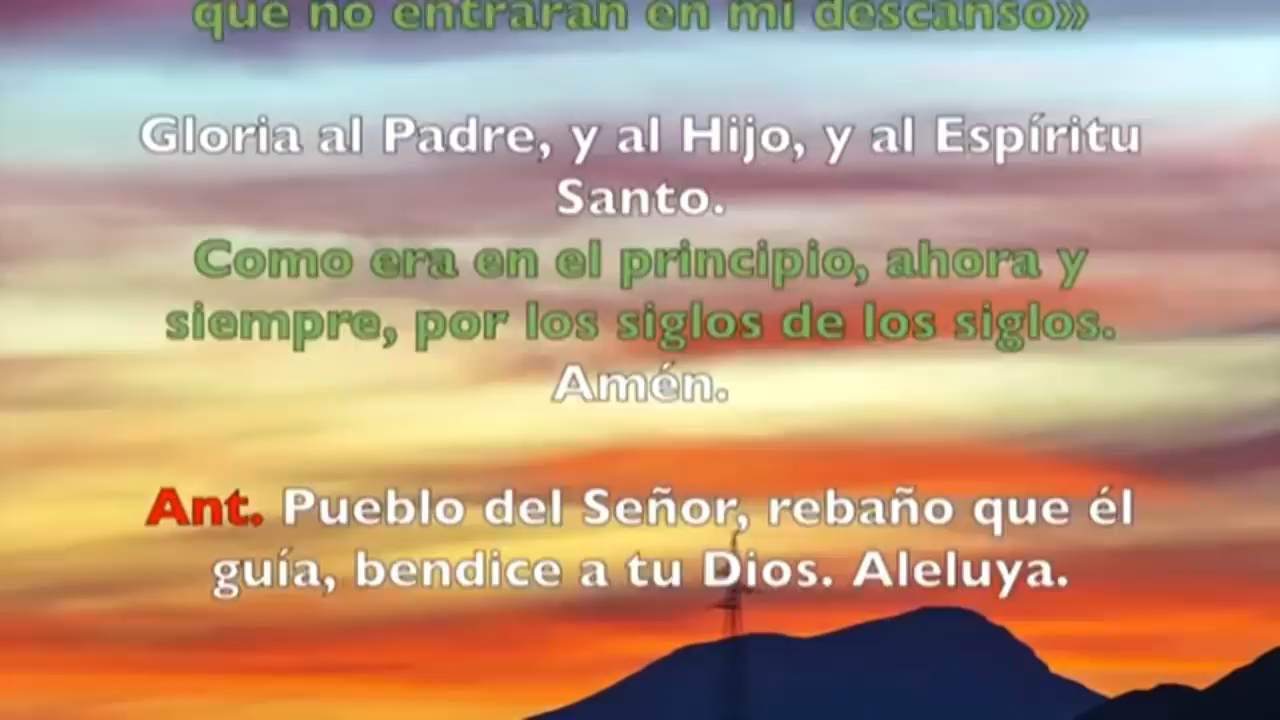 que no entrarán en mi descanso»
Gloria al Padre, y al Hijo, y al Espíritu
Santo.
Como era en el principio, ahora y
siempre, por los siglos de los siglos.
Amén.
Ant. Pueblo del Señor, rebaño que él
guía, bendice a tu Dios. Aleluya.